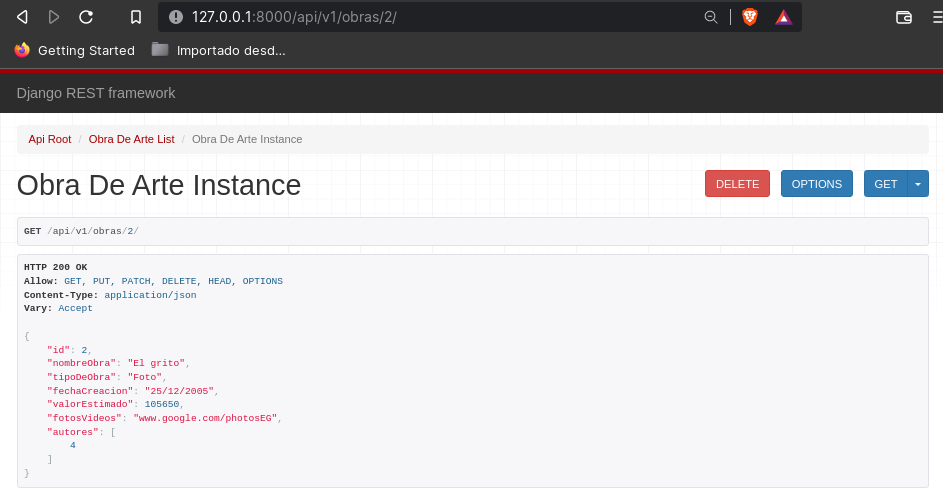 127.0.0.1:8000/api/v1/obras/2/
Getting Started Importado desd...
Django REST framework
Api Root / Obra De Arte List / Obra De Arte Instance
Obra De Arte Instance
DELETE OPTIONS GET
GET /api/v1/obras/2/
HTTP 200 OK
Allow: GET, PUT, PATCH, DELETE, HEAD, OPTIONS
Content-Type: application/json
Vary: Accept
{
"id": 2,
"nombreObra": "El grito",
"tipoDeObra": "Foto",
"fechaCreacion": "25/12/2005",
"valorEstimado": 105650,
"fotosVideos": "www.google.com/photosEG",
"autores": [
4
]
}